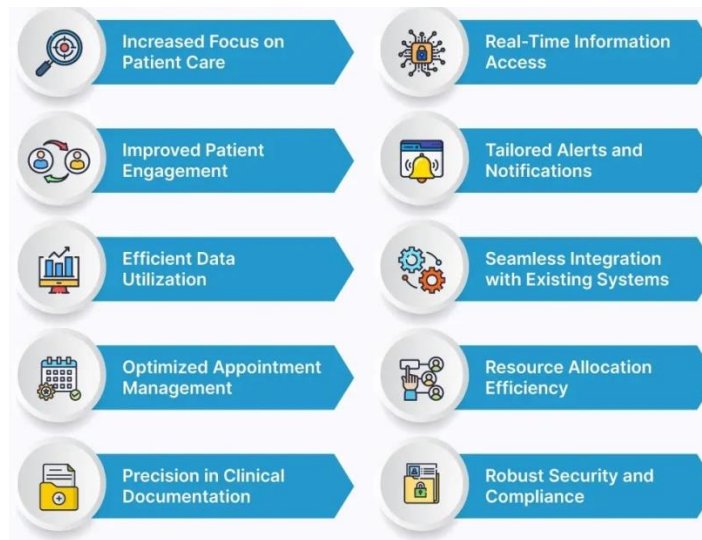 Increased Focus on
Patient Care
Improved Patient
Engagement
Efficient Data
Utilization
Optimized Appointment
Management
Precision in Clinical
Documentation
Real-Time Information
Access
Tailored Alerts and
Notifications
Seamless Integration
with Existing Systems
Resource Allocation
Efficiency
Robust Security and
Compliance